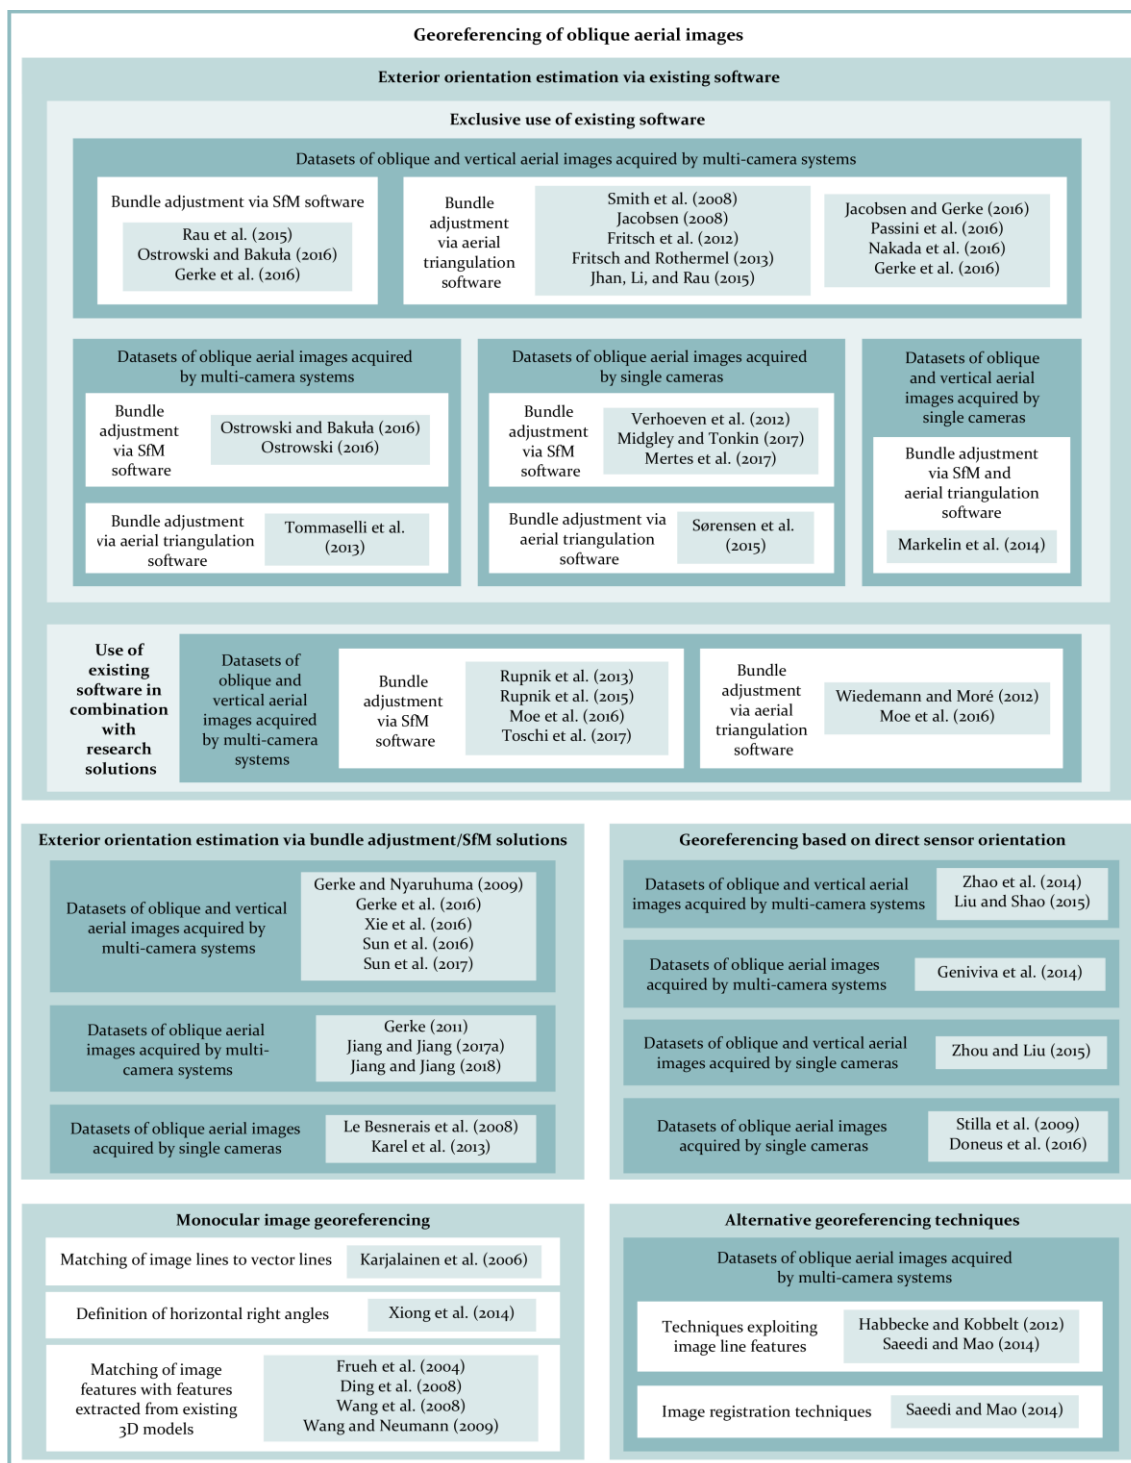 Georeferencing of oblique aerial images
Exterior orientation estimation via existing software
Exclusive use of existing software
Datasets of oblique and vertical aerial images acquired by multi-camera systems
Bundle adjustment via SfM software
Rau et al. (2015)
Ostrowski and Bakuła (2016)
Gerke et al. (2016)
Bundle
adjustment
via aerial
triangulation
software
Smith et al. (2008)
Jacobsen (2008)
Fritsch et al. (2012)
Fritsch and Rothermel (2013)
Jhan, Li, and Rau (2015)
Jacobsen and Gerke (2016)
Passini et al. (2016)
Nakada et al. (2016)
Gerke et al. (2016)
Datasets of oblique aerial images acquired
by multi-camera systems
Bundle
adjustment
via SfM
software
Ostrowski and Bakuła (2016)
Ostrowski (2016)
Bundle adjustment
via aerial triangulation
software
Tommaselli et al.
(2013)
Datasets of oblique aerial images acquired
by single cameras
Bundle
adjustment
via SfM
software
Verhoeven et al. (2012)
Midgley and Tonkin (2017)
Mertes et al. (2017)
Bundle adjustment via
aerial triangulation
software
Sørensen et al.
(2015)
Datasets of oblique
and vertical aerial
images acquired by
single cameras
Bundle adjustment
via SfM and
aerial triangulation
software
Markelin et al. (2014)
Use of
existing
software in
combination
with
research
solutions
Datasets of
oblique and
vertical aerial
images acquired
by multi-camera
systems
Bundle
adjustment
via SfM
software
Rupnik et al. (2013)
Rupnik et al. (2015)
Moe et al. (2016)
Toschi et al. (2017)
Bundle
adjustment
via aerial
triangulation
software
Wiedemann and Moré (2012)
Moe et al. (2016)
Exterior orientation estimation via bundle adjustment/SfM solutions
Datasets of oblique and vertical
aerial images acquired by
multi-camera systems
Gerke and Nyaruhuma (2009)
Gerke et al. (2016)
Xie et al. (2016)
Sun et al. (2016)
Sun et al. (2017)
Datasets of oblique aerial
images acquired by multi-
camera systems
Gerke (2011)
Jiang and Jiang (2017a)
Jiang and Jiang (2018)
Datasets of oblique aerial images
acquired by single cameras
Le Besnerais et al. (2008)
Karel et al. (2013)
Georeferencing based on direct sensor orientation
Datasets of oblique and vertical aerial
images acquired by multi-camera systems
Zhao et al. (2014)
Liu and Shao (2015)
Datasets of oblique aerial images
acquired by multi-camera systems
Geniviva et al. (2014)
Datasets of oblique and vertical aerial
images acquired by single cameras
Zhou and Liu (2015)
Datasets of oblique aerial images
acquired by single cameras
Stilla et al. (2009)
Doneus et al. (2016)
Monocular image georeferencing
Matching of image lines to vector lines
Karjalainen et al. (2006)
Definition of horizontal right angles
Xiong et al. (2014)
Matching of image
features with features
extracted from existing
3D models
Frueh et al. (2004)
Ding et al. (2008)
Wang et al. (2008)
Wang and Neumann (2009)
Alternative georeferencing techniques
Datasets of oblique aerial images acquired
by multi-camera systems
Techniques exploiting
image line features
Habbecke and Kobbelt (2012)
Saeedi and Mao (2014)
Image registration techniques
Saeedi and Mao (2014)